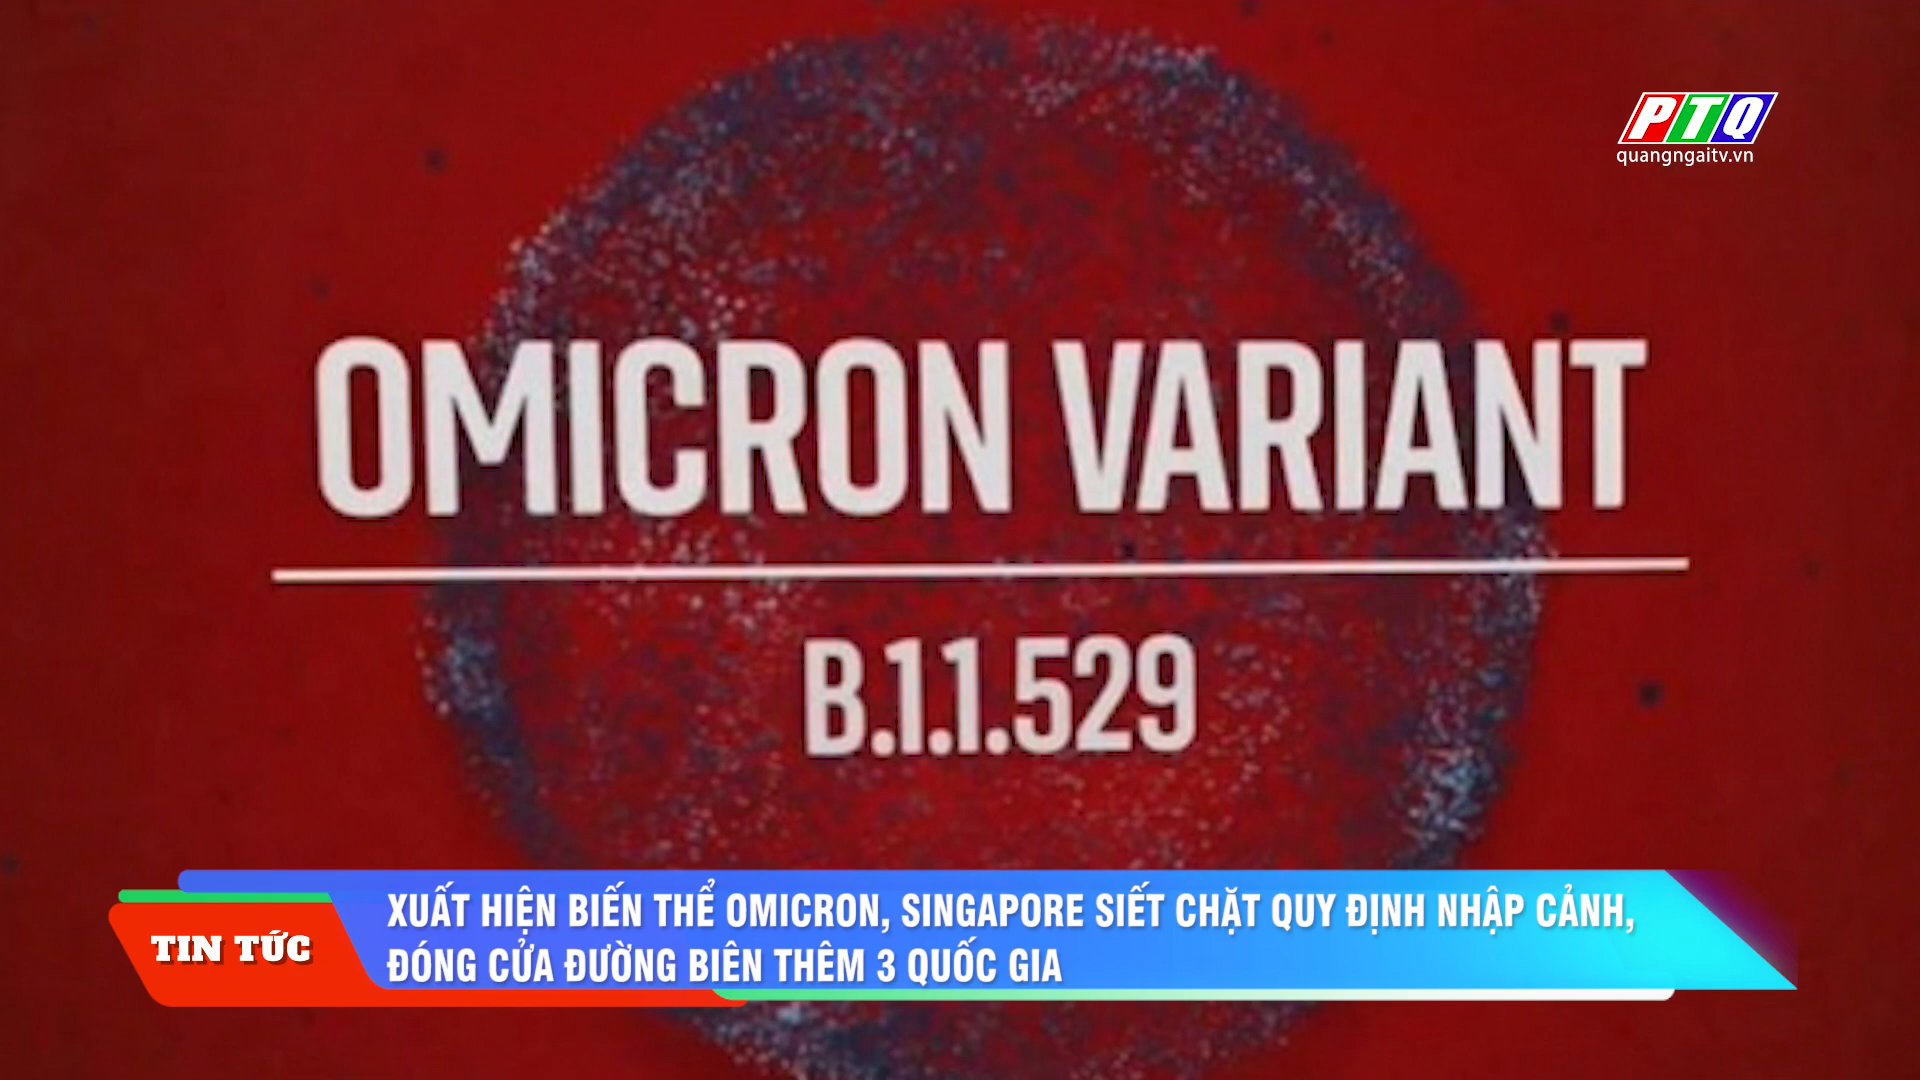 PTQ
quangngaitv.vn
OMICRON VARIANT
B.1.1.529
TIN TỨC
XUẤT HIỆN BIẾN THỂ OMICRON, SINGAPORE SIẾT CHẶT QUY ĐỊNH NHẬP CẢNH,
ĐÓNG CỬA ĐƯỜNG BIÊN THÊM 3 QUỐC GIA